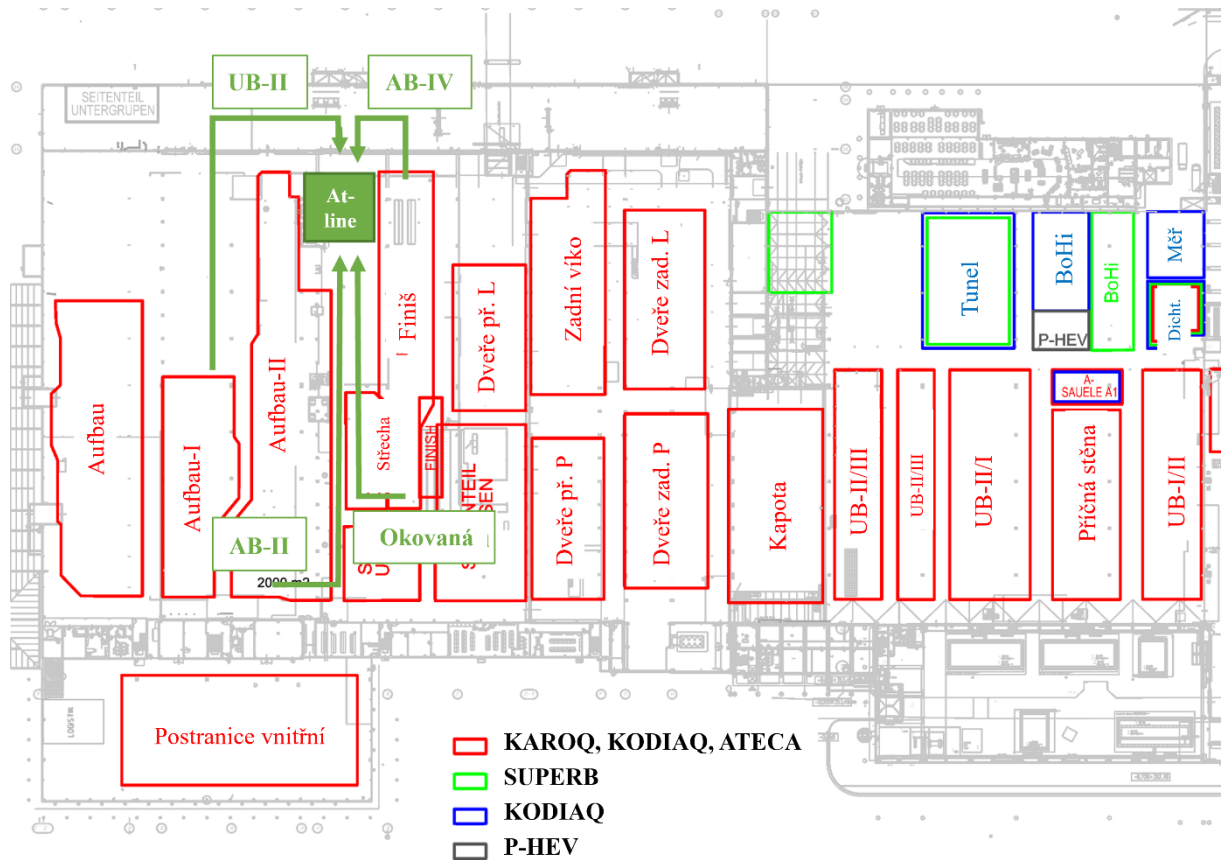 UB-II
AB-IV
SEITENTEIL
UNTERGRUPEN
At-
line
Aufbau
Aufbau-I
Aufbau-II
Finiš
Střecha
FINISH
Dveře př. L
Zadní víko
Dveře zad. L
Dveře př. P
Dveře zad. P
Kapota
Tunel
BoHi
P-HEV
BoHi
Měř
Dicht.
A-
SAUELE A1
UB-II/III
UB-II/III
UB-II/I
Příčná stěna
UB-I/II
AB-II
Okovaná
2000 m2
LOGISTIK
Postranice vnitřní
KAROQ, KODIAQ, ATECA
SUPERB
KODIAQ
P-HEV